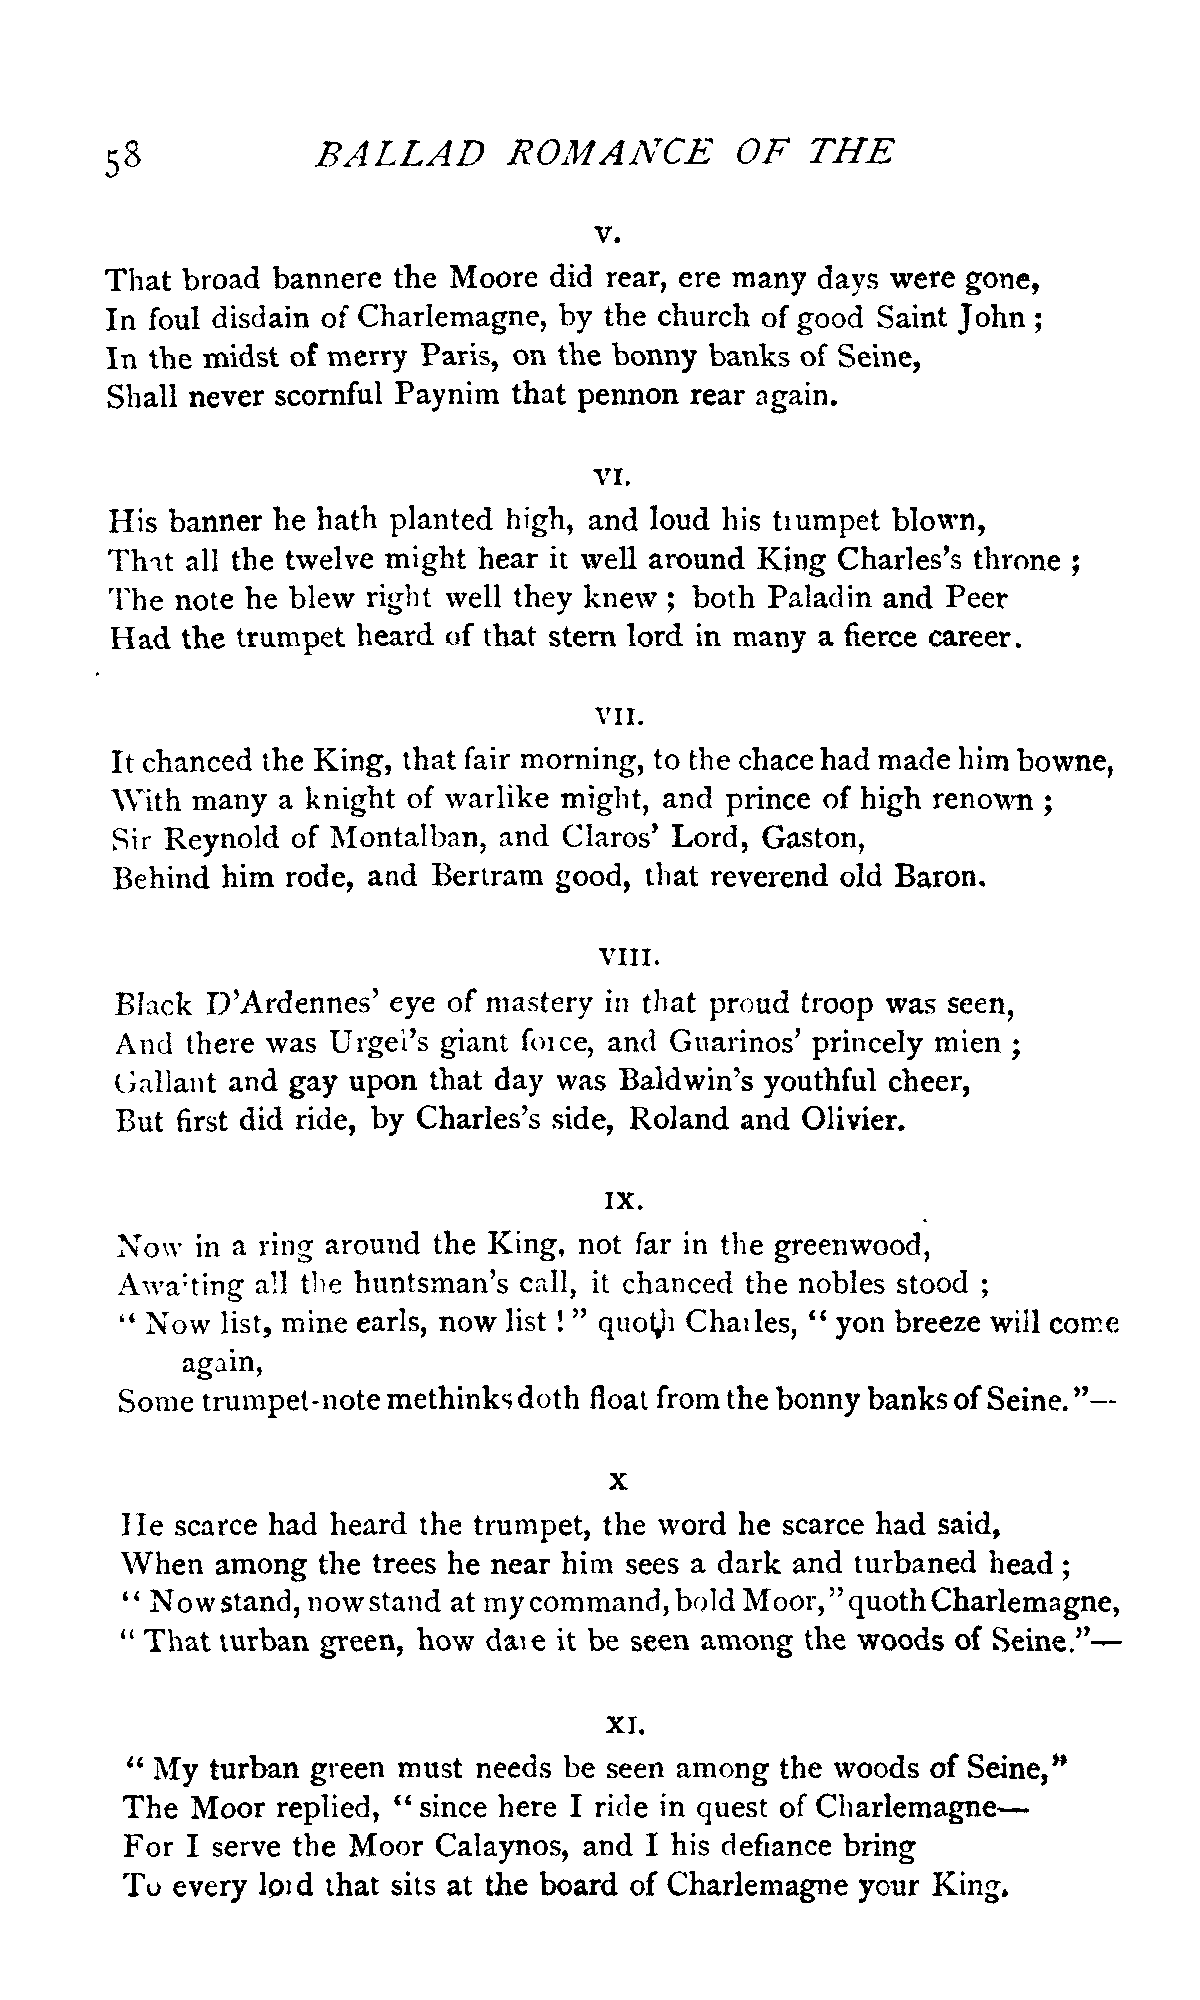 58 BALLAD ROMANCE OF THE
V.
That broad bannere the Moore did rear, ere many days were gone,
In foul disdain of Charlemagne, by the church of good Saint John ;
In the midst of merry Paris, on the bonny banks of Seine,
Shall never scornful Paynim that pennon rear again.
VI.
His banner he hath planted high, and loud his trumpet blown,
That all the twelve might hear it well around King Charles's throne ;
The note he blew right well they knew ; both Paladin and Peer
Had the trumpet heard of that stern lord in many a fierce career.
VII.
It chanced the King, that fair morning, to the chace had made him bowne,
With many a knight of warlike might, and prince of high renown ;
Sir Reynold of Montalban, and Claros' Lord, Gaston,
Behind him rode, and Bertram good, that reverend old Baron.
VIII.
Black D'Ardennes' eye of mastery in that proud troop was seen,
And there was Urgel's giant force, and Guarinos' princely mien ;
Gallant and gay upon that day was Baldwin's youthful cheer,
But first did ride, by Charles's side, Roland and Olivier.
IX.
Now in a ring around the King, not far in the greenwood,
Awaiting all the huntsman's call, it chanced the nobles stood ;
" Now list, mine earls, now list ! " quoth Charles, " yon breeze will come
again,
Some trumpet-note methinks doth float from the bonny banks of Seine."—
X
He scarce had heard the trumpet, the word he scarce had said,
When among the trees he near him sees a dark and turbaned head ;
" Now stand, now stand at my command, bold Moor," quoth Charlemagne,
" That turban green, how dare it be seen among the woods of Seine."—
XI.
" My turban green must needs be seen among the woods of Seine,"
The Moor replied, " since here I ride in quest of Charlemagne—
For I serve the Moor Calaynos, and I his defiance bring
To every lord that sits at the board of Charlemagne your King.